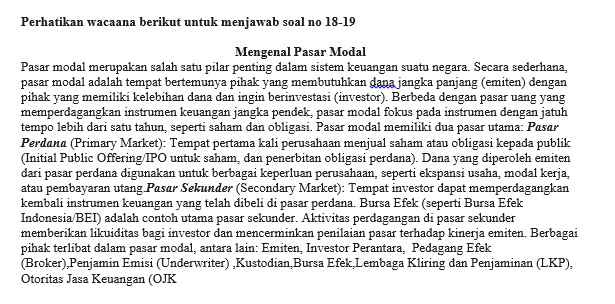 Perhatikan wacaana berikut untuk menjawab soal no 18-19
Mengenal Pasar Modal
Pasar modal merupakan salah satu pilar penting dalam sistem keuangan suatu negara. Secara sederhana,
pasar modal adalah tempat bertemunya pihak yang membutuhkan dana jangka panjang (emiten) dengan
pihak yang memiliki kelebihan dana dan ingin berinvestasi (investor). Berbeda dengan pasar uang yang
memperdagangkan instrumen keuangan jangka pendek, pasar modal fokus pada instrumen dengan jatuh
tempo lebih dari satu tahun, seperti saham dan obligasi. Pasar modal memiliki dua pasar utama: Pasar
Perdana (Primary Market): Tempat pertama kali perusahaan menjual saham atau obligasi kepada publik
(Initial Public Offering/IPO untuk saham, dan penerbitan obligasi perdana). Dana yang diperoleh emiten
dari pasar perdana digunakan untuk berbagai keperluan perusahaan, seperti ekspansi usaha, modal kerja,
atau pembayaran utang.Pasar Sekunder (Secondary Market): Tempat investor dapat memperdagangkan
kembali instrumen keuangan yang telah dibeli di pasar perdana. Bursa Efek (seperti Bursa Efek
Indonesia/BEI) adalah contoh utama pasar sekunder. Aktivitas perdagangan di pasar sekunder
memberikan likuiditas bagi investor dan mencerminkan penilaian pasar terhadap kinerja emiten. Berbagai
pihak terlibat dalam pasar modal, antara lain: Emiten, Investor Perantara,  Pedagang Efek
(Broker),Penjamin Emisi (Underwriter) ,Kustodian,Bursa Efek,Lembaga Kliring dan Penjaminan (LKP),
Otoritas Jasa Keuangan (OJK